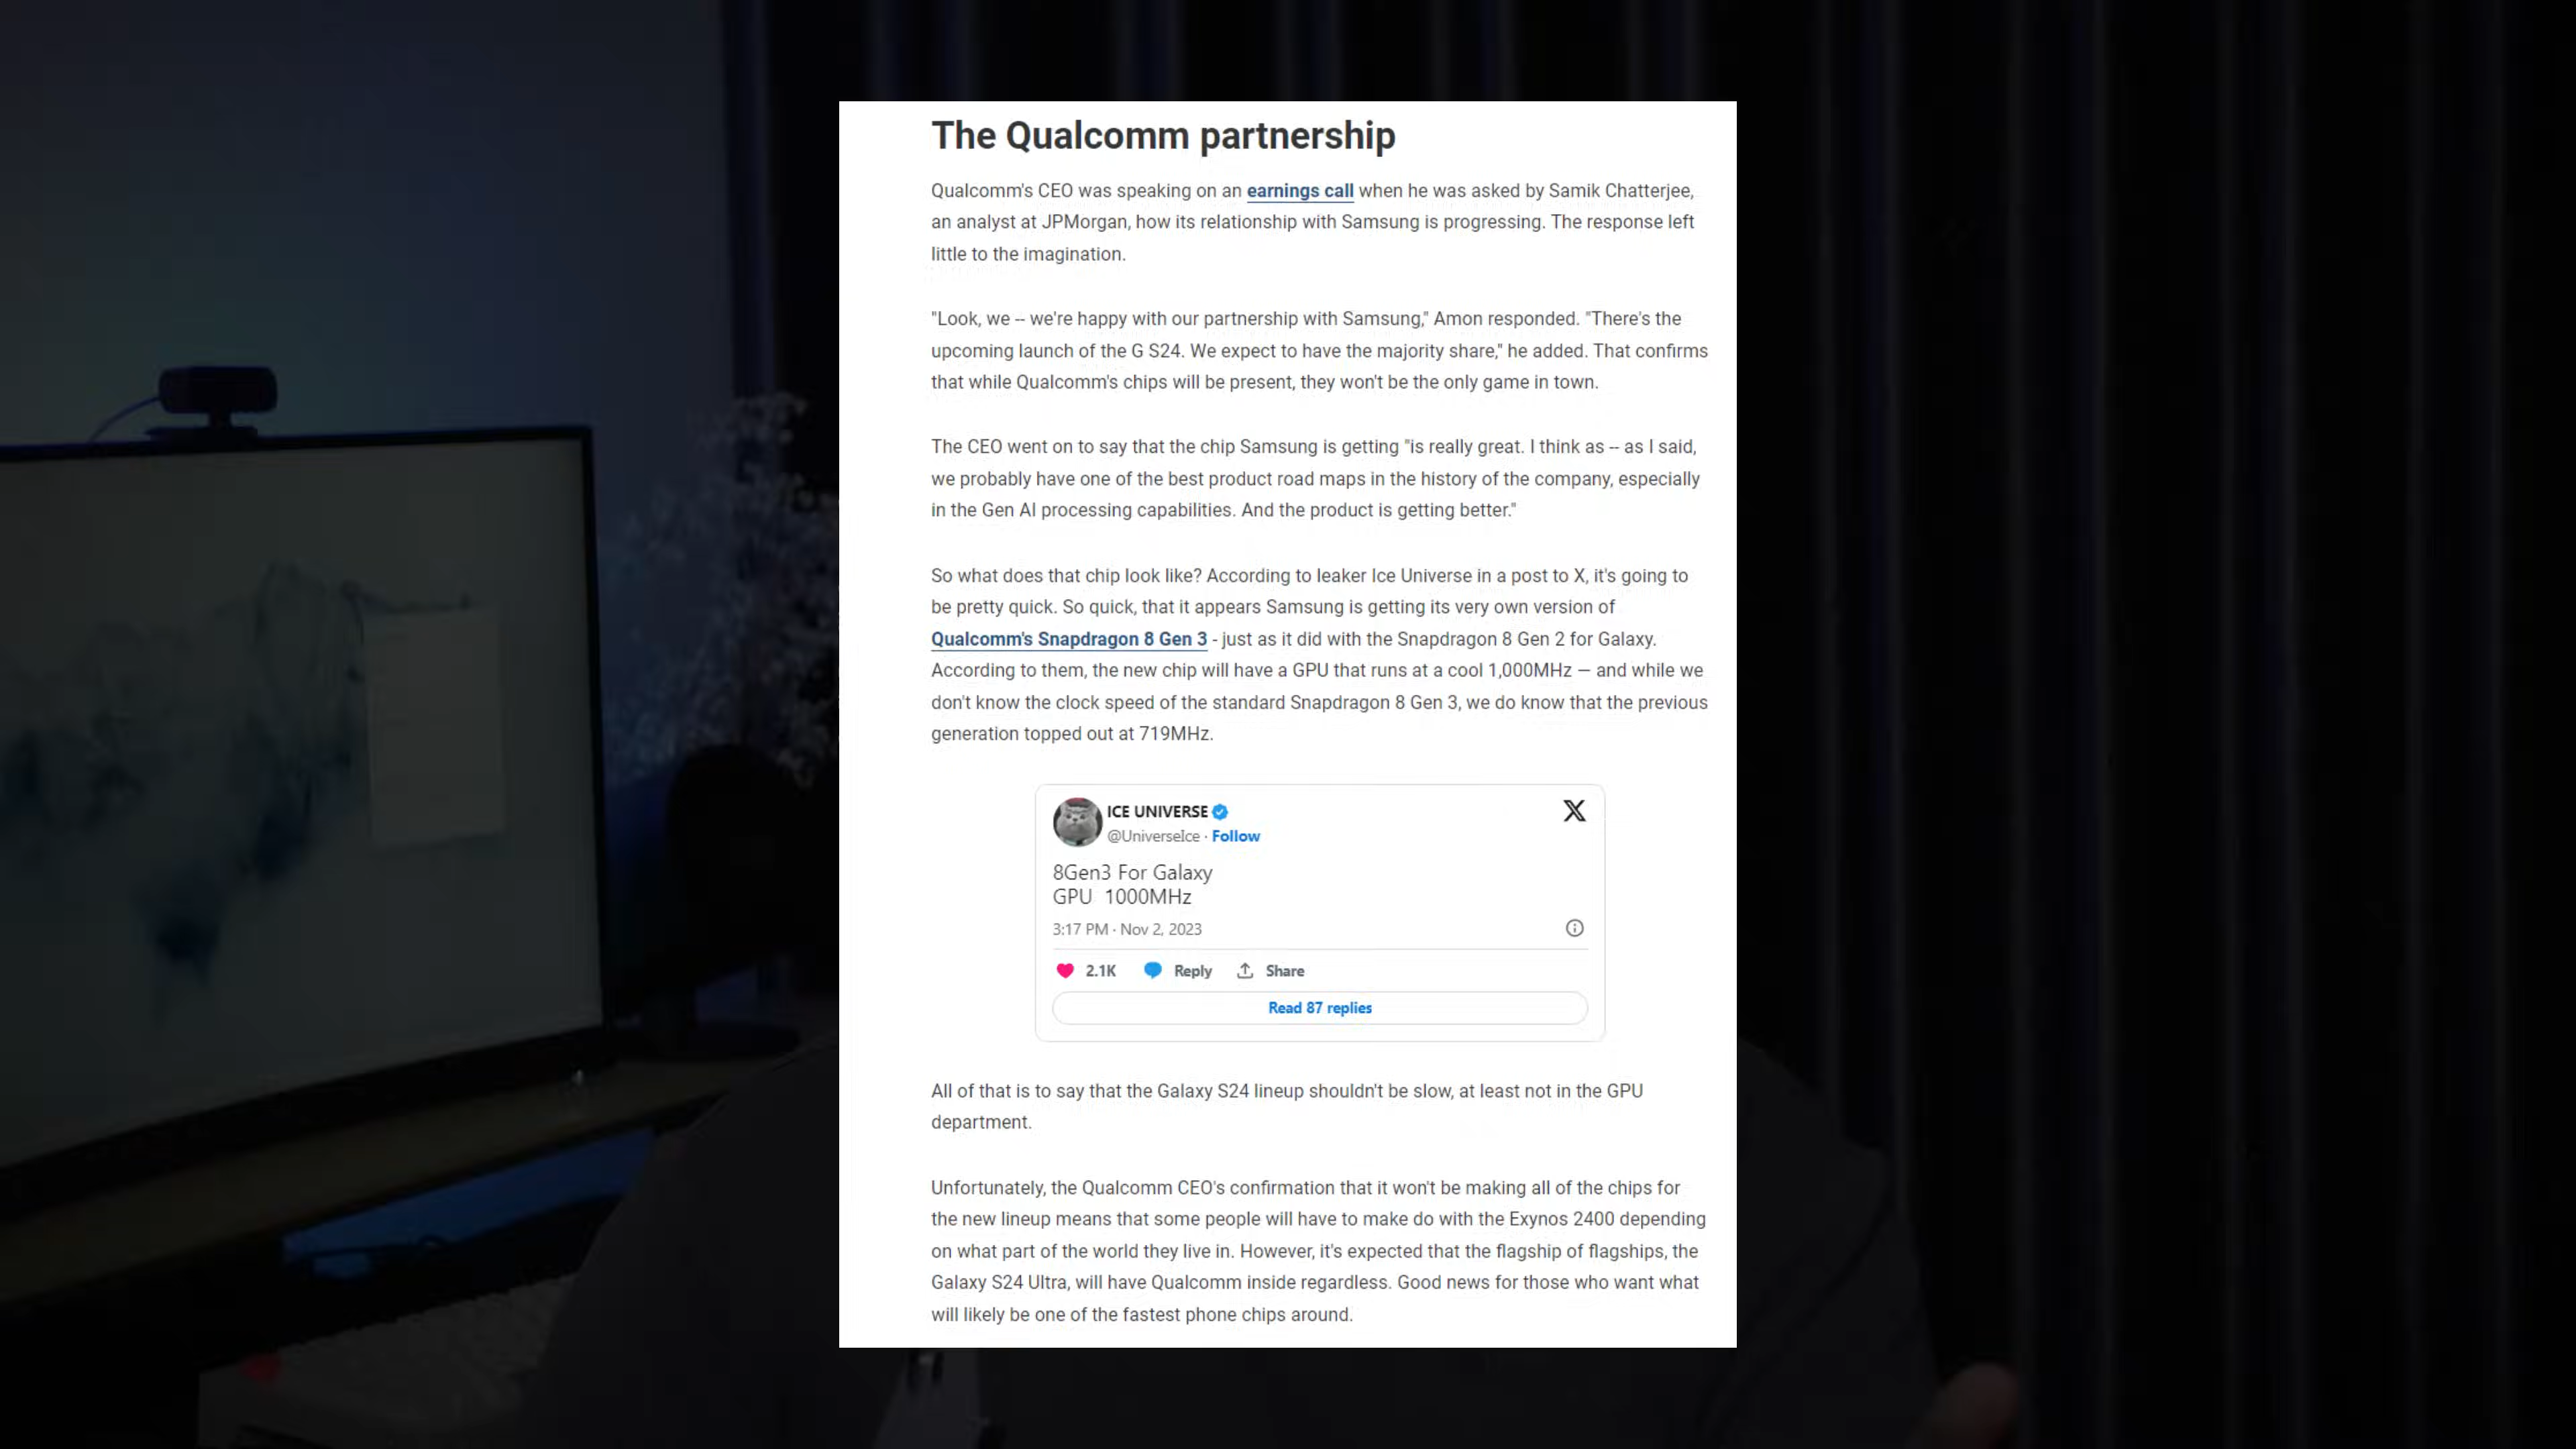 The Qualcomm partnership
Qualcomm's CEO was speaking on an earnings call when he was asked by Samik Chatterjee,
an analyst at JPMorgan, how its relationship with Samsung is progressing. The response left
little to the imagination.
"Look, we -- we're happy with our partnership with Samsung," Amon responded. "There's the
upcoming launch of the G S24. We expect to have the majority share," he added. That confirms
that while Qualcomm's chips will be present, they won't be the only game in town.
The CEO went on to say that the chip Samsung is getting "is really great. I think as -- as I said,
we probably have one of the best product road maps in the history of the company, especially
in the Gen AI processing capabilities. And the product is getting better."
So what does that chip look like? According to leaker Ice Universe in a post to X, it's going to
be pretty quick. So quick, that it appears Samsung is getting its very own version of
Qualcomm's Snapdragon 8 Gen 3 - just as it did with the Snapdragon 8 Gen 2 for Galaxy.
According to them, the new chip will have a GPU that runs at a cool 1,000MHz — and while we
don't know the clock speed of the standard Snapdragon 8 Gen 3, we do know that the previous
generation topped out at 719MHz.
ICE UNIVERSE
@UniverseIce · Follow
8Gen3 For Galaxy
GPU 1000MHz
3:17 PM · Nov 2, 2023
2.1K Reply Share
Read 87 replies
All of that is to say that the Galaxy S24 lineup shouldn't be slow, at least not in the GPU
department.
Unfortunately, the Qualcomm CEO's confirmation that it won't be making all of the chips for
the new lineup means that some people will have to make do with the Exynos 2400 depending
on what part of the world they live in. However, it's expected that the flagship of flagships, the
Galaxy S24 Ultra, will have Qualcomm inside regardless. Good news for those who want what
will likely be one of the fastest phone chips around.